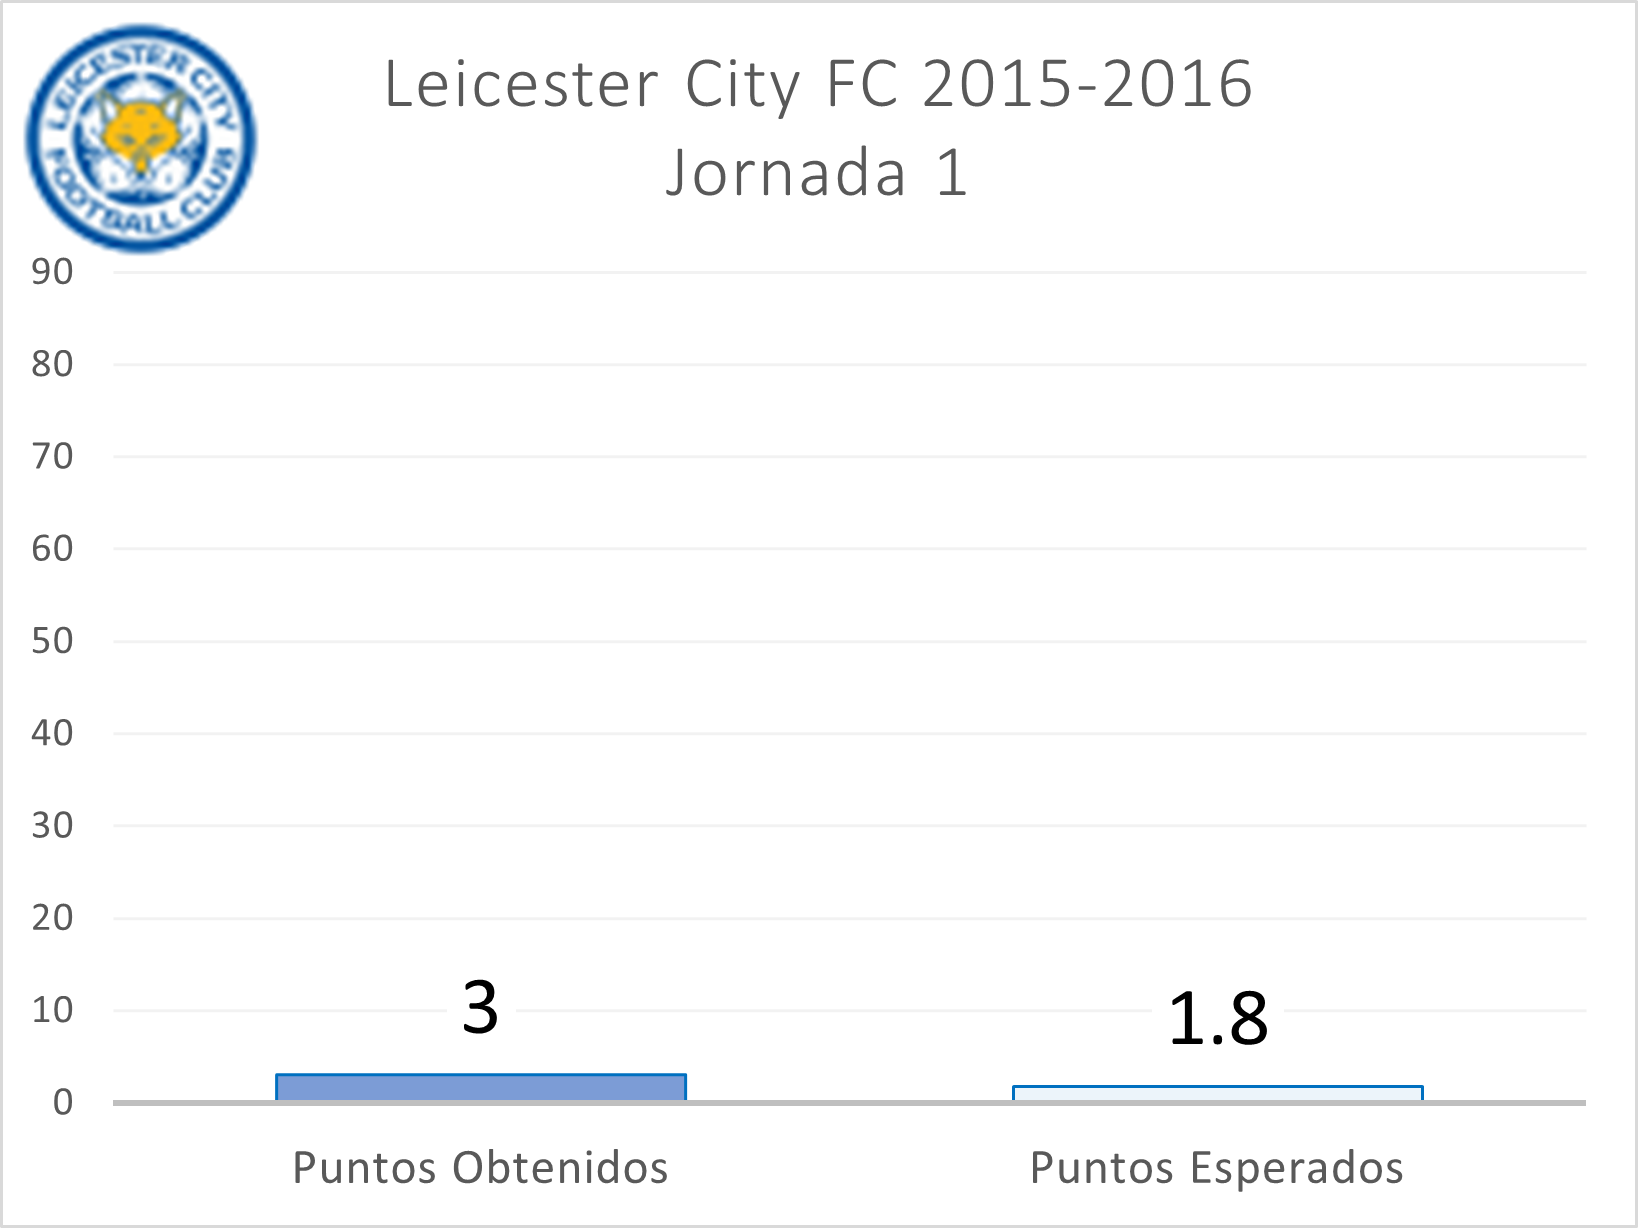 LEICESTER CITY
FOOTBALL CLUB
Leicester City FC 2015-2016
Jornada 1
90
80
70
60
50
40
30
20
10
0
3
1.8
Puntos Obtenidos
Puntos Esperados